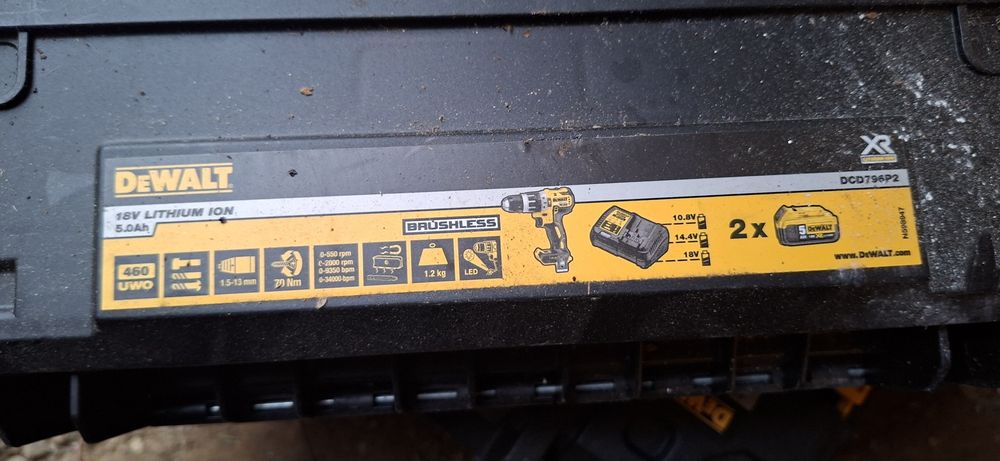 XR
DEWALT
DCD796P2
18V LITHIUM ION
5.0Ah
BRUSHLESS
10.8V
14.4V
18V
2 x
5
DEWALT
N508947
460
UWO
1.5-13 mm
70 Nm
0-550 rpm
0-2000 rpm
0-9350 bpm
0-34000 bpm
1.2 kg
LED
www.DEWALT.com